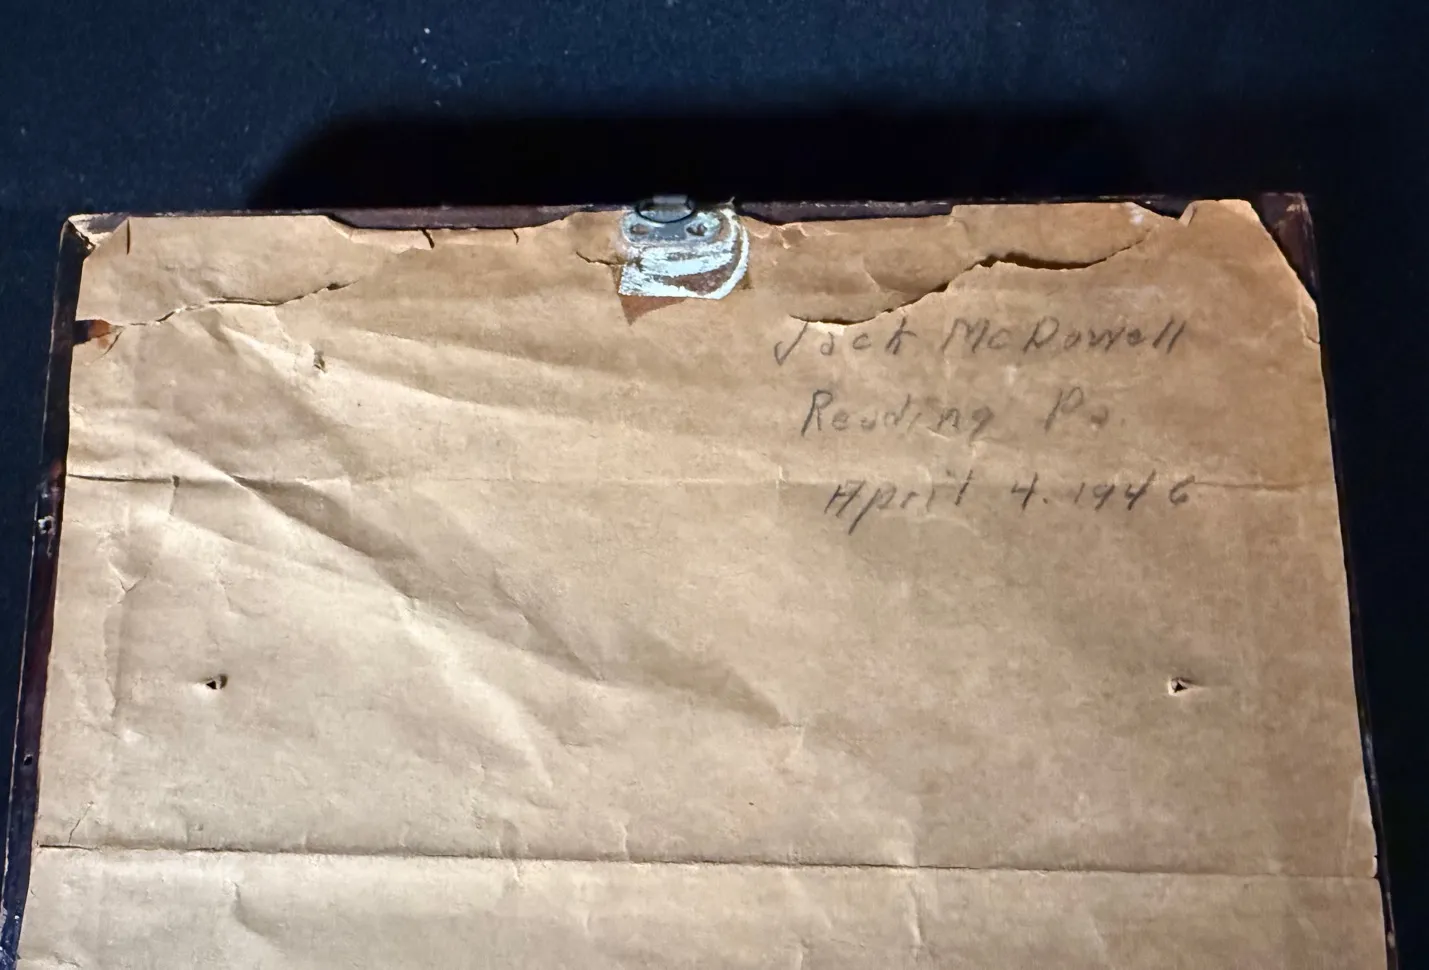 Jack McDowell
Reading Pa.
April 4. 1946